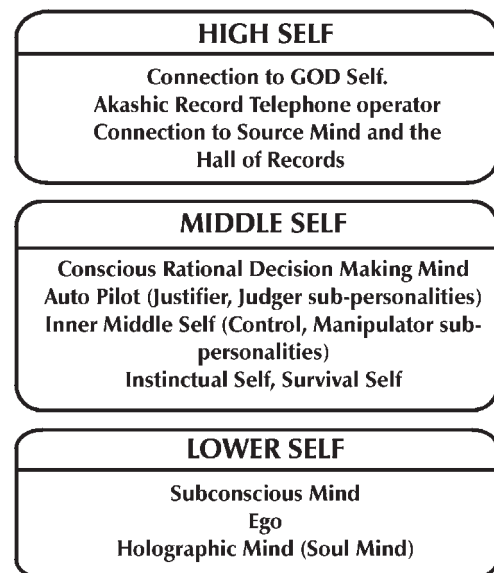 HIGH SELF
Connection to GOD Self.
Akashic Record Telephone operator
Connection to Source Mind and the
Hall of Records
MIDDLE SELF
Conscious Rational Decision Making Mind
Auto Pilot (Justifier, Judger sub-personalities)
Inner Middle Self (Control, Manipulator sub-
personalities)
Instinctual Self, Survival Self
LOWER SELF
Subconscious Mind
Ego
Holographic Mind (Soul Mind)